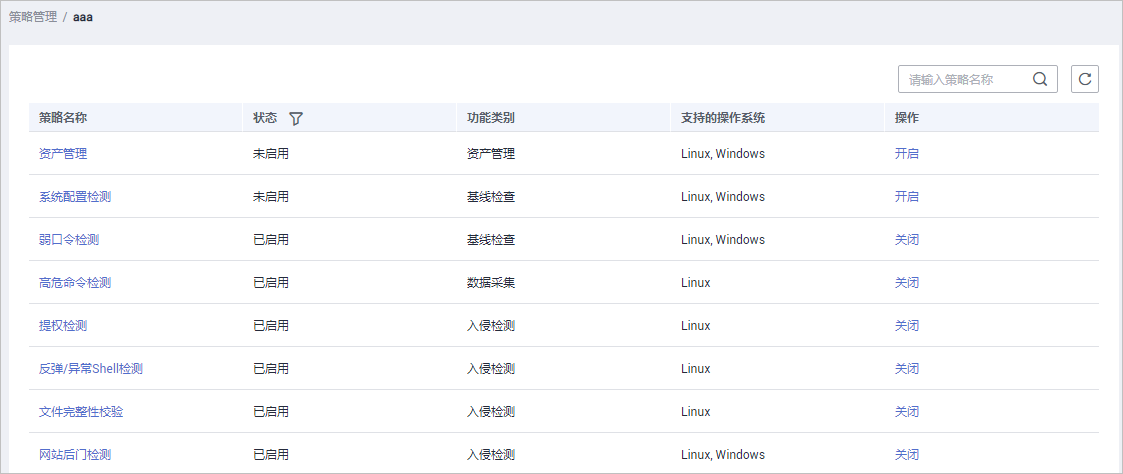 策略管理 / aaa
请输入策略名称
策略名称 状态 功能类别 支持的操作系统 操作
资产管理 未启用 资产管理 Linux, Windows 开启
系统配置检测 未启用 基线检查 Linux, Windows 开启
弱口令检测 已启用 基线检查 Linux, Windows 关闭
高危命令检测 已启用 数据采集 Linux 关闭
提权检测 已启用 入侵检测 Linux 关闭
反弹/异常Shell检测 已启用 入侵检测 Linux 关闭
文件完整性校验 已启用 入侵检测 Linux 关闭
网站后门检测 已启用 入侵检测 Linux, Windows 关闭